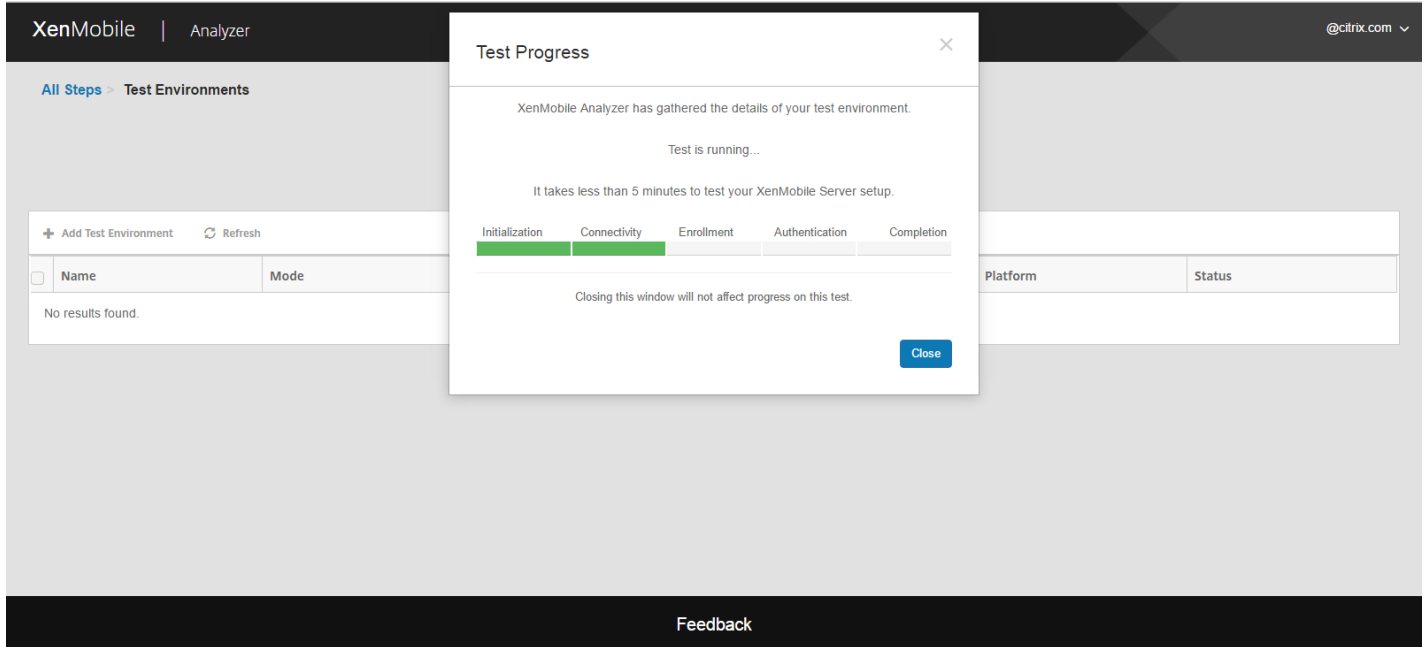 XenMobile | Analyzer
@citrix.com
All Steps > Test Environments
Test Progress
XenMobile Analyzer has gathered the details of your test environment.
Test is running...
It takes less than 5 minutes to test your XenMobile Server setup.
Initialization Connectivity Enrollment Authentication Completion
Closing this window will not affect progress on this test.
Close
Add Test Environment Refresh
Name Mode Platform Status
No results found.
Feedback